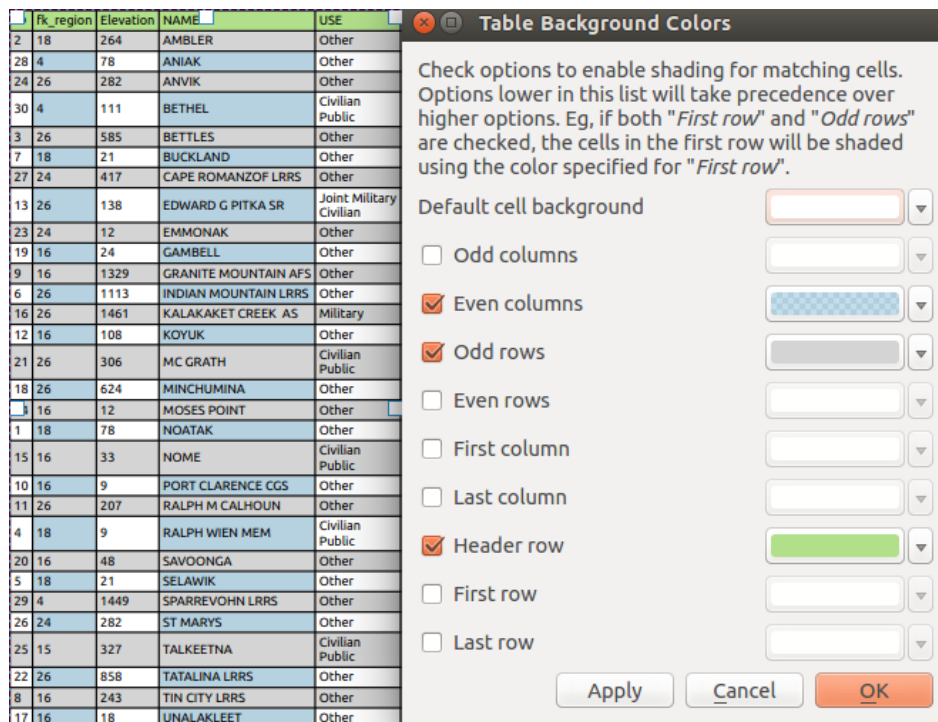 fk_region Elevation NAME USE
2 18 264 AMBLER Other
28 4 78 ANIAK Other
24 26 282 ANVIK Other
30 4 111 BETHEL Civilian Public
3 26 585 BETTLES Other
7 18 21 BUCKLAND Other
27 24 417 CAPE ROMANZOF LRRS Other
13 26 138 EDWARD G PITKA SR Joint Military Civilian
23 24 12 EMMONAK Other
19 16 24 GAMBELL Other
9 16 1329 GRANITE MOUNTAIN AFS Other
6 26 1113 INDIAN MOUNTAIN LRRS Other
16 26 1461 KALAKAKET CREEK AS Military
12 16 108 KOYUK Other
21 26 306 MC GRATH Civilian Public
18 26 624 MINCHUMINA Other
16 12 MOSES POINT Other
1 18 78 NOATAK Other
15 16 33 NOME Civilian Public
10 16 9 PORT CLARENCE CGS Other
11 26 207 RALPH M CALHOUN Other
4 18 9 RALPH WIEN MEM Civilian Public
20 16 48 SAVOONGA Other
5 18 21 SELAWIK Other
29 4 1449 SPARREVOHN LRRS Other
26 24 282 ST MARYS Other
25 15 327 TALKEETNA Civilian Public
22 26 858 TATALINA LRRS Other
8 16 243 TIN CITY LRRS Other
17 16 18 UNALAKLEET Other
Table Background Colors
Check options to enable shading for matching cells.
Options lower in this list will take precedence over
higher options. Eg, if both "First row" and "Odd rows"
are checked, the cells in the first row will be shaded
using the color specified for "First row".
Default cell background
Odd columns
Even columns
Odd rows
Even rows
First column
Last column
Header row
First row
Last row
Apply Cancel OK